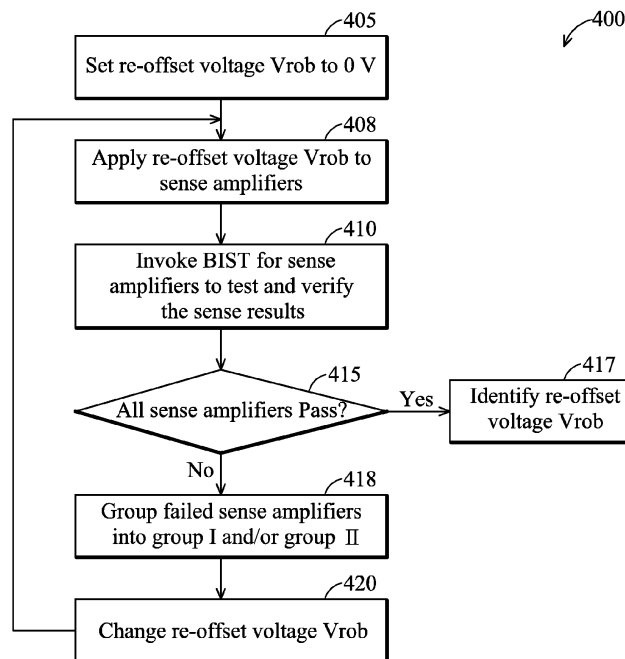 400
405
Set re-offset voltage Vrob to 0 V
408
Apply re-offset voltage Vrob to
sense amplifiers
410
Invoke BIST for sense
amplifiers to test and verify
the sense results
415
All sense amplifiers Pass?
Yes
417
Identify re-offset
voltage Vrob
No
418
Group failed sense amplifiers
into group I and/or group Ⅱ
420
Change re-offset voltage Vrob